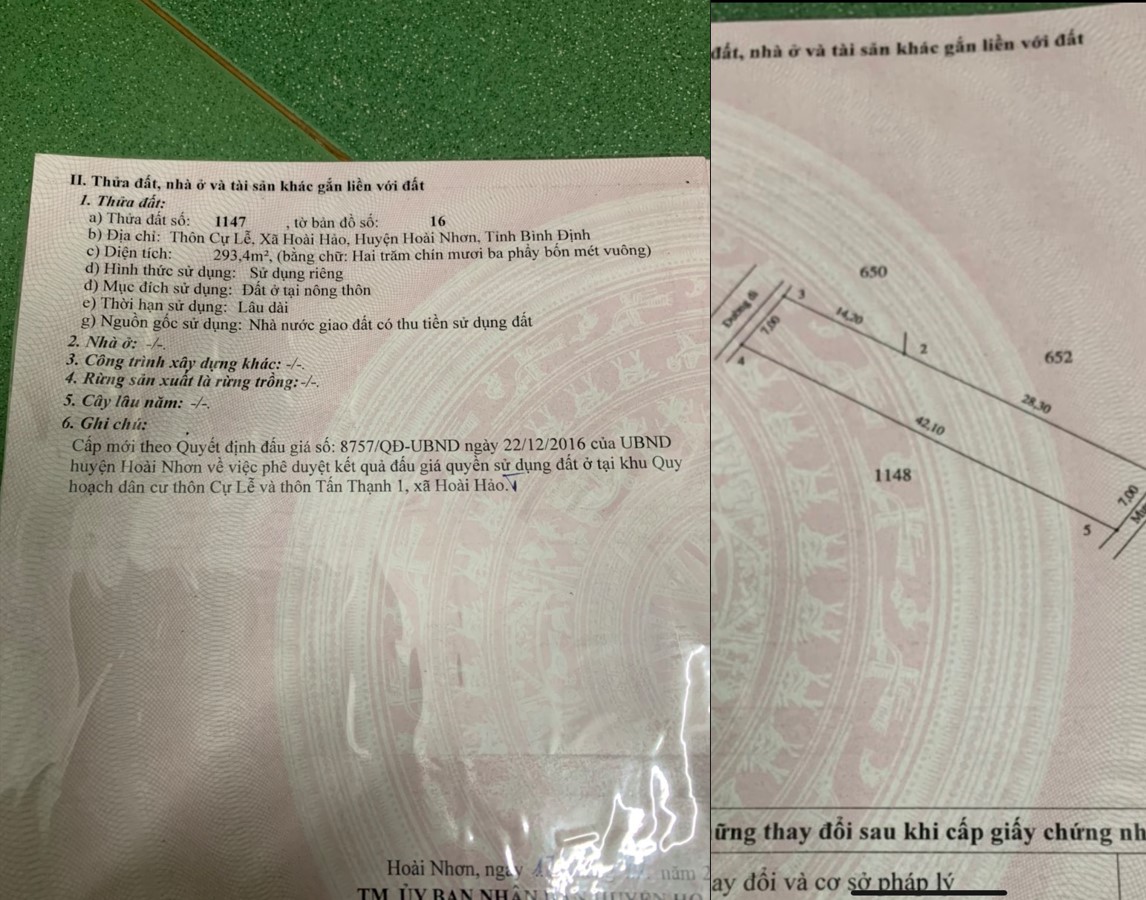 II. Thửa đất, nhà ở và tài sản khác gắn liền với đất
1. Thửa đất:
a) Thửa đất số: 1147 , tờ bản đồ số: 16
b) Địa chỉ: Thôn Cự Lễ, Xã Hoài Hảo, Huyện Hoài Nhơn, Tỉnh Bình Định
c) Diện tích: 293,4m², (bằng chữ: Hai trăm chín mươi ba phẩy bốn mét vuông)
d) Hình thức sử dụng: Sử dụng riêng
đ) Mục đích sử dụng: Đất ở tại nông thôn
e) Thời hạn sử dụng: Lâu dài
g) Nguồn gốc sử dụng: Nhà nước giao đất có thu tiền sử dụng đất
2. Nhà ở: -/-.
3. Công trình xây dựng khác: -/-.
4. Rừng sản xuất là rừng trồng: -/-.
5. Cây lâu năm: -/-.
6. Ghi chú:
Cấp mới theo Quyết định đấu giá số: 8757/QĐ-UBND ngày 22/12/2016 của UBND
huyện Hoài Nhơn về việc phê duyệt kết quả đấu giá quyền sử dụng đất ở tại khu Quy
hoạch dân cư thôn Cự Lễ và thôn Tấn Thạnh 1, xã Hoài Hảo.
Hoài Nhơn, ngày năm 2
TM. ỦY BAN NHÂN
đất, nhà ở và tài sản khác gắn liền với đất
650
Đường đi
3
7,00
14,20
4
2
652
28,30
42,10
1148
7,00
5
ững thay đổi sau khi cấp giấy chứng nh
ay đổi và cơ sở pháp lý